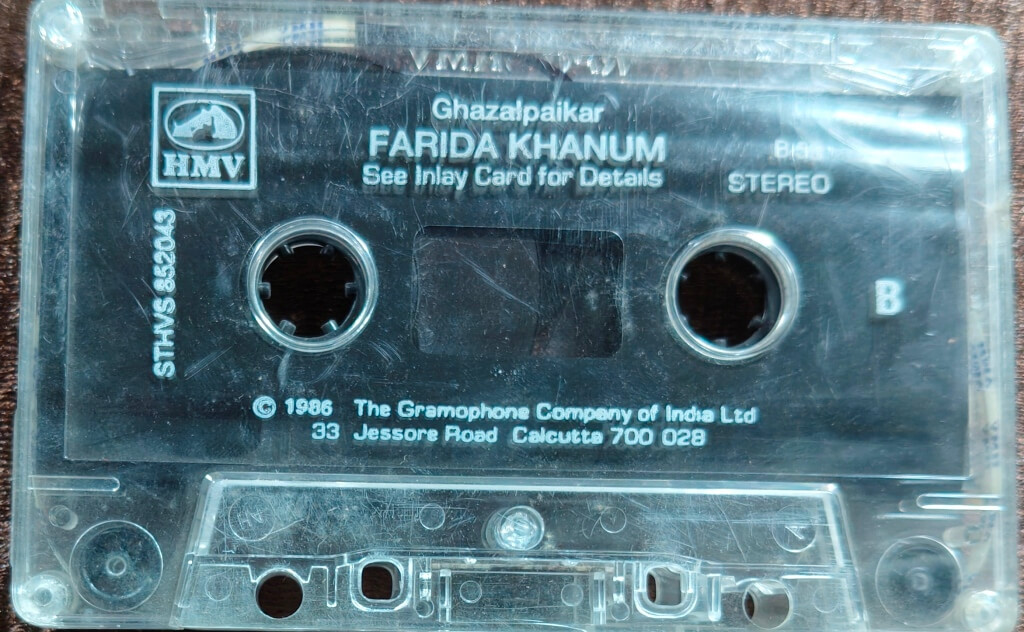 HMV
Ghazalpaikar
FARIDA KHANUM
See Inlay Card for Details
STEREO
STHVS 852043
B
© 1986 The Gramophone Company of India Ltd
33 Jessore Road Calcutta 700 028